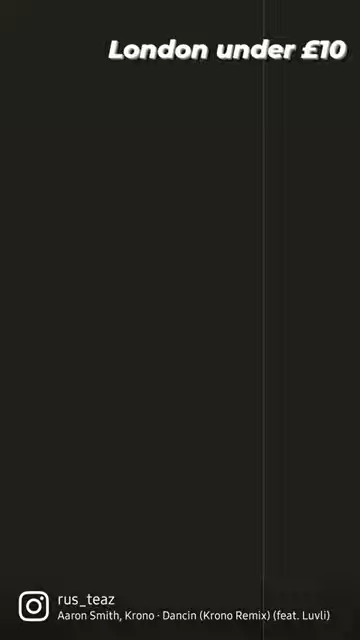 London under £10
rus_teaz
Aaron Smith, Krono · Dancin (Krono Remix) (feat. Luvli)